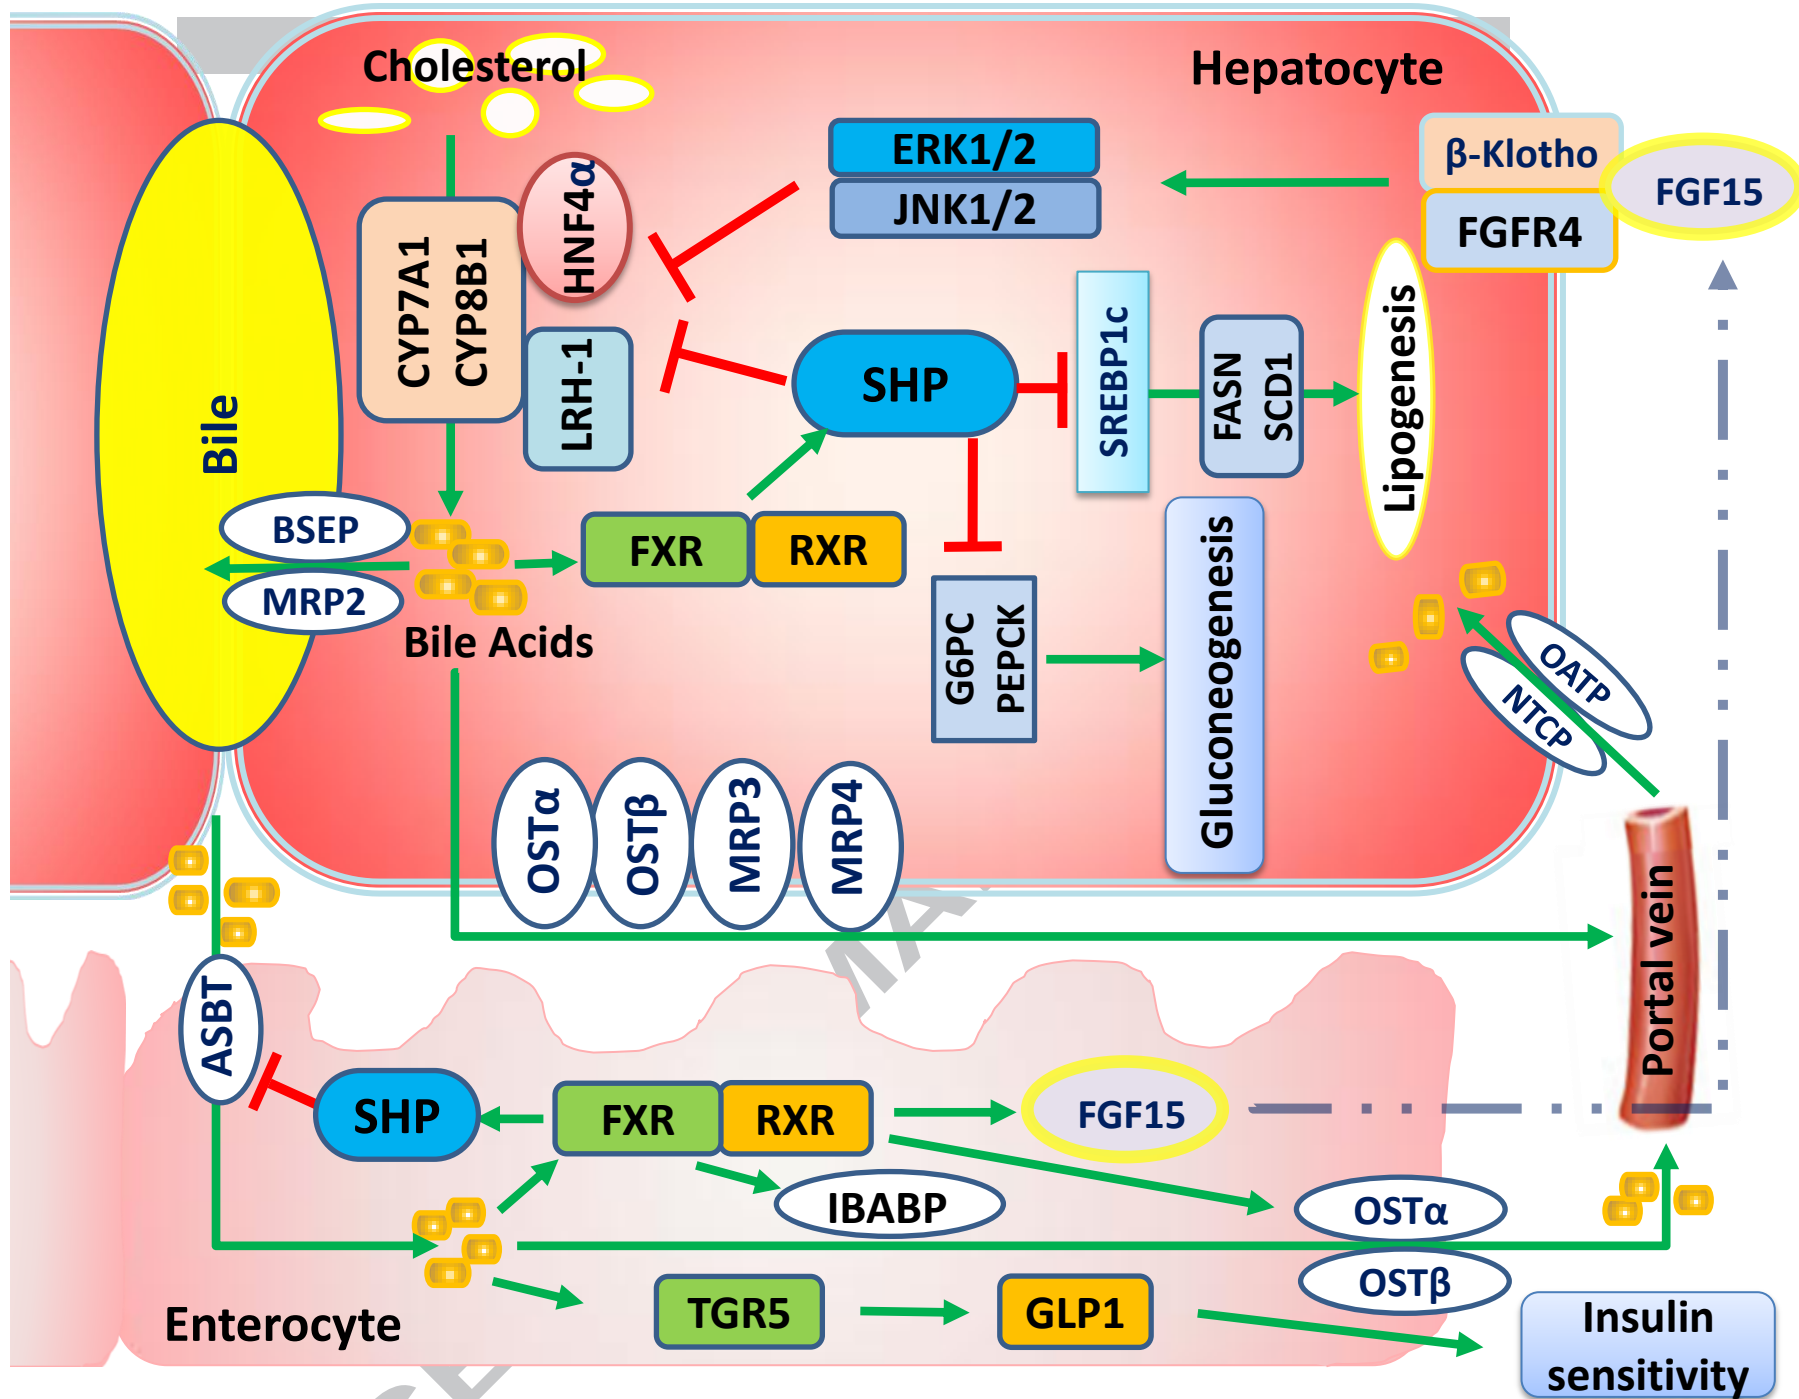 Cholesterol
Hepatocyte
ERK1/2
JNK1/2
β-Klotho
FGFR4
FGF15
HNF4α
CYP7A1
CYP8B1
LRH-1
SHP
SREBP1c
FASN
SCD1
Lipogenesis
Bile
BSEP
MRP2
FXR
RXR
Bile Acids
G6PC
PEPCK
Gluconeogenesis
OATP
NTCP
OSTα
OSTβ
MRP3
MRP4
Portal vein
MA
ASBT
SHP
FXR
RXR
FGF15
IBABP
OSTα
OSTβ
TGR5
GLP1
Enterocyte
Insulin
sensitivity